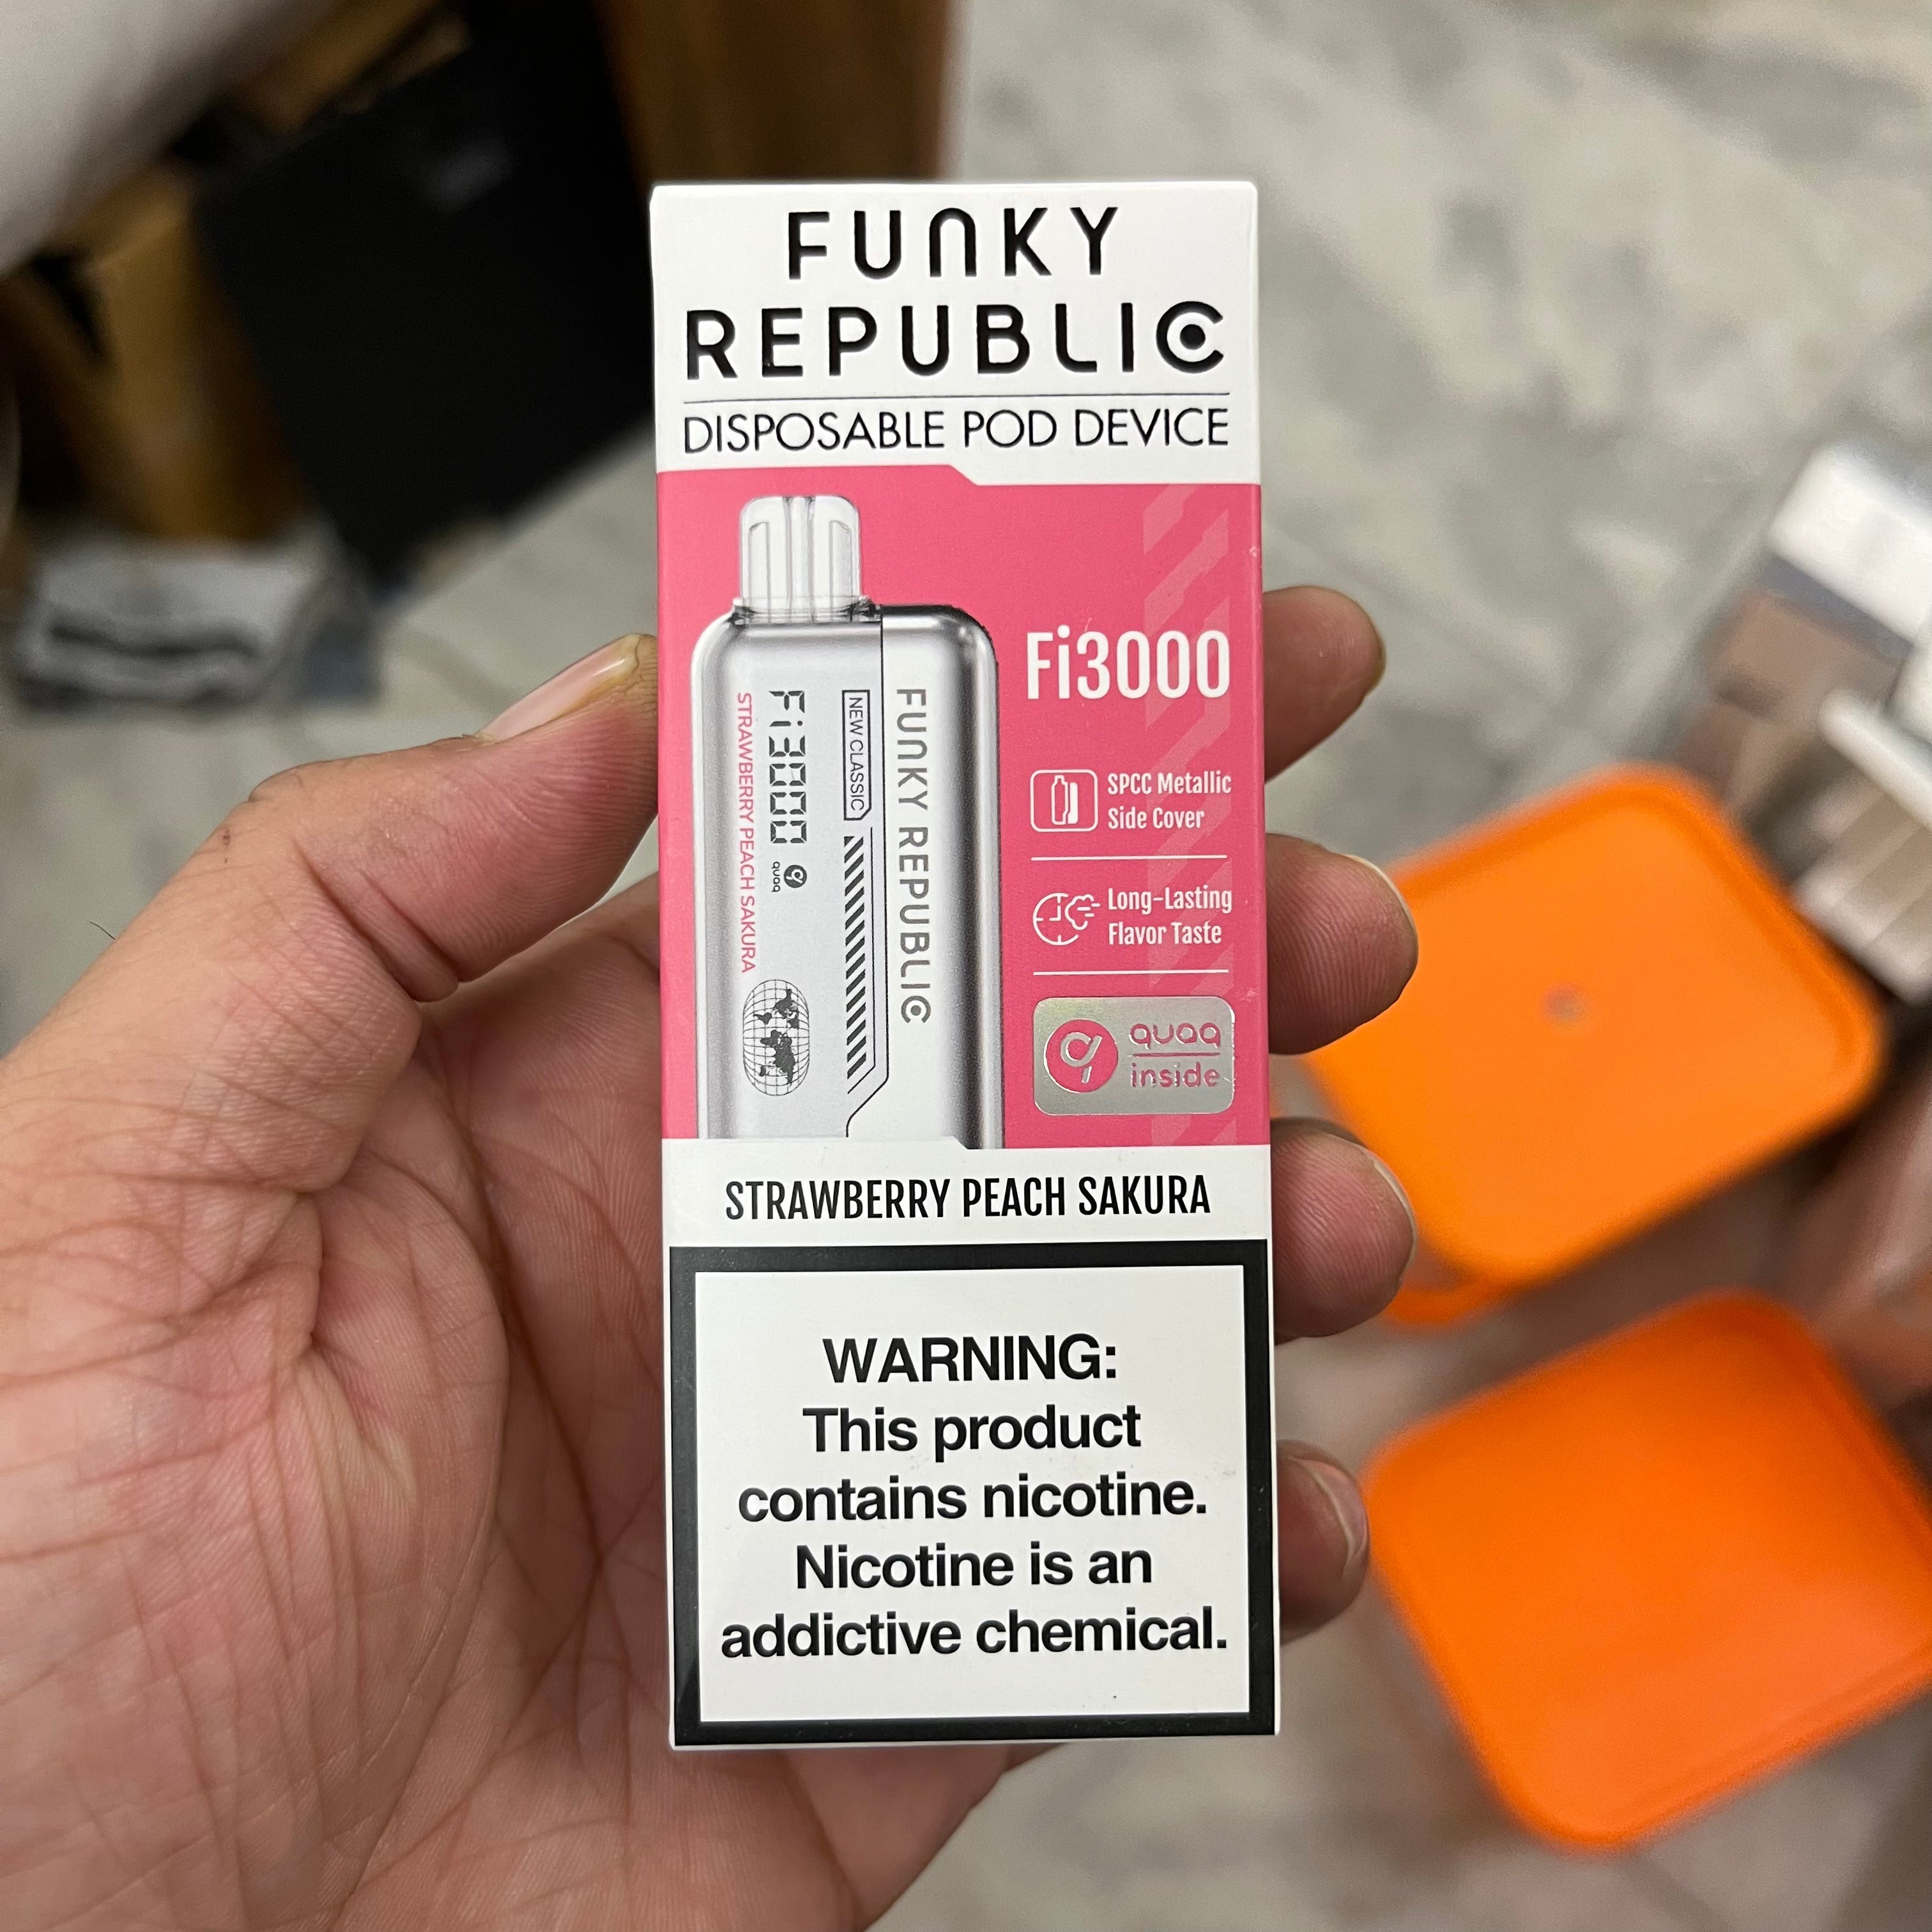 FUNKY
REPUBLIC
DISPOSABLE POD DEVICE
Fi3000
SPCC Metallic
Side Cover
Long-Lasting
Flavor Taste
quaq
inside
FUNKY REPUBLIC
NEW CLASSIC
Fi3000
quaq
STRAWBERRY PEACH SAKURA
STRAWBERRY PEACH SAKURA
WARNING:
This product
contains nicotine.
Nicotine is an
addictive chemical.